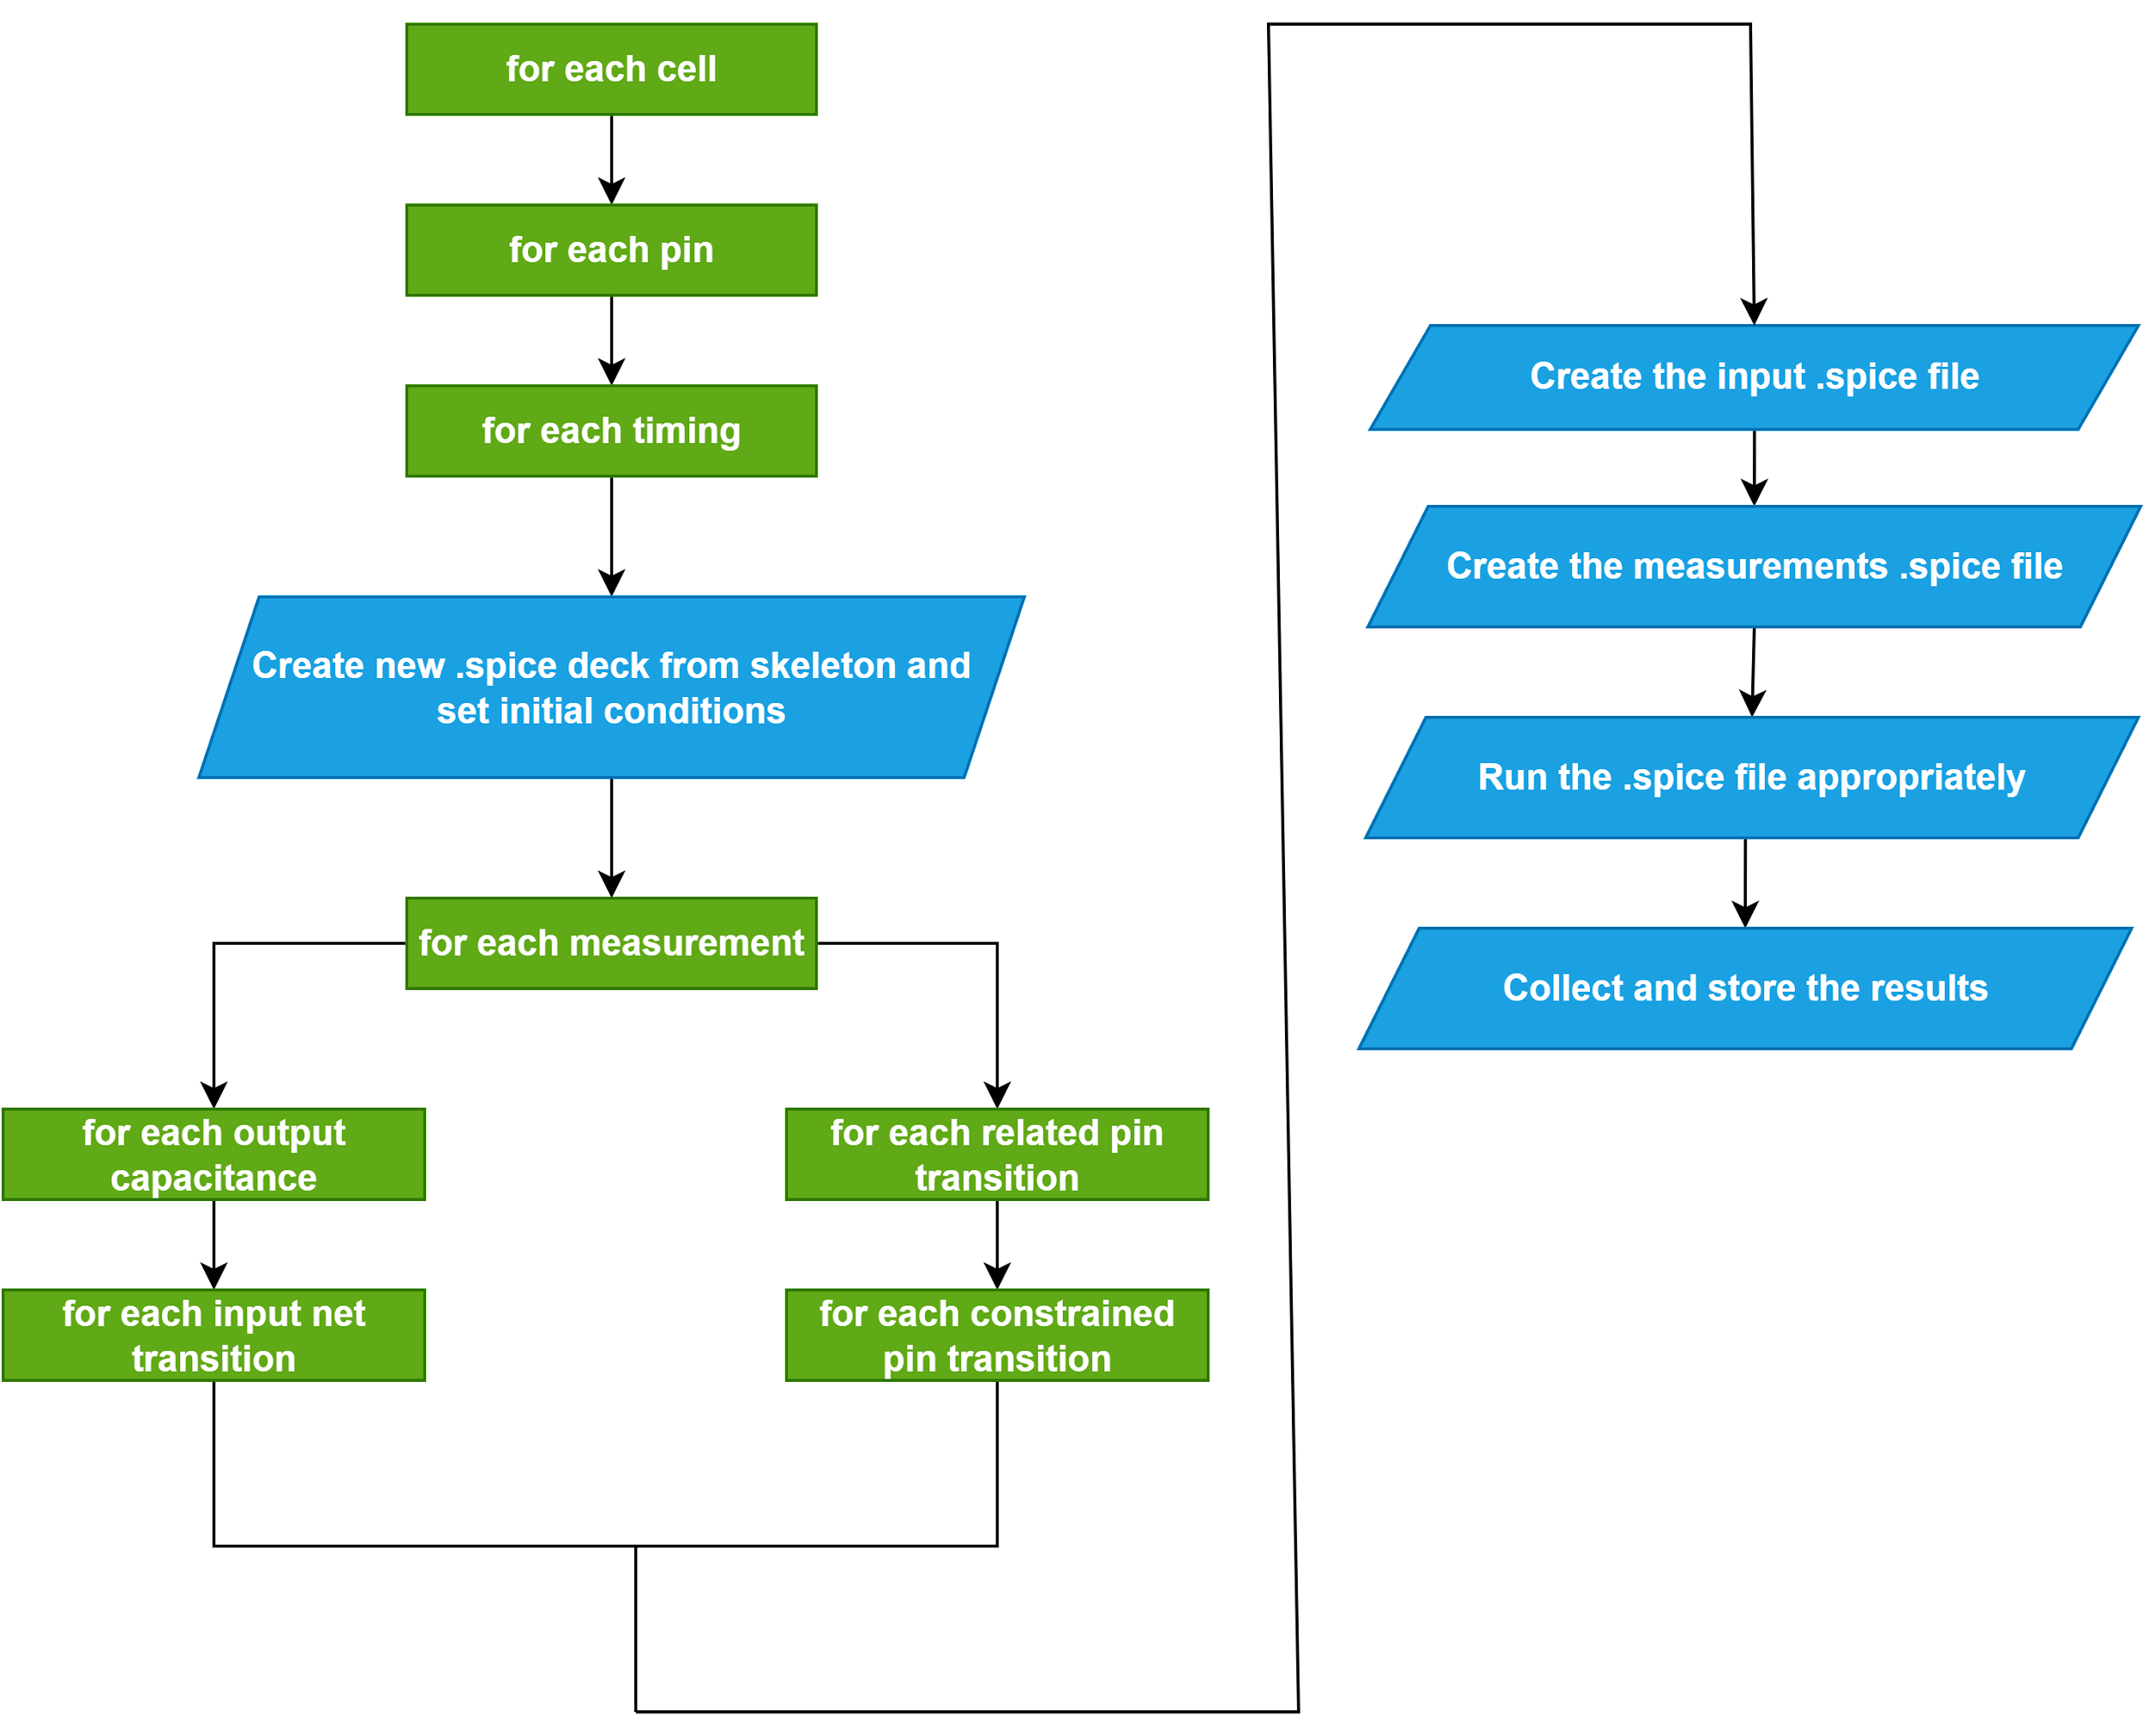 for each cell
for each pin
for each timing
Create new .spice deck from skeleton and
set initial conditions
for each measurement
for each output
capacitance
for each input net
transition
for each related pin
transition
for each constrained
pin transition
Create the input .spice file
Create the measurements .spice file
Run the .spice file appropriately
Collect and store the results